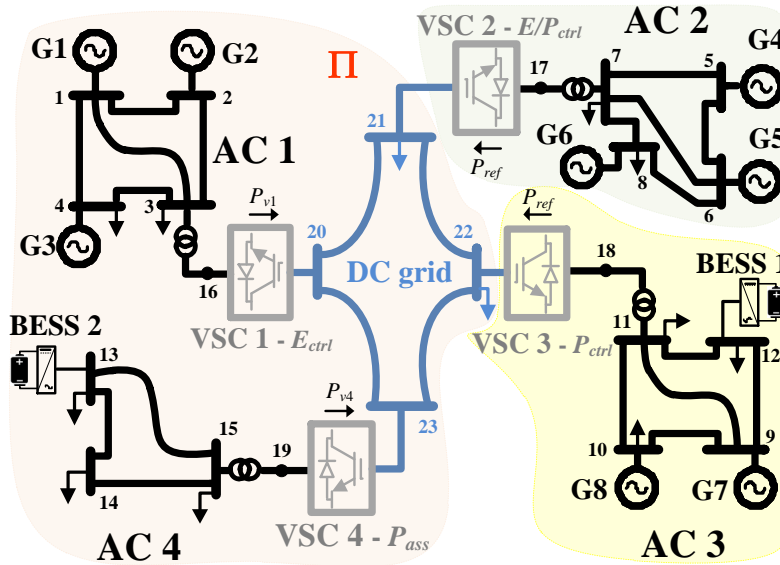 VSC 2 - E/Pctrl
AC 2
G1
G2
Π
7
5
G4
17
1
2
21
G6
G5
AC 1
Pref
8
6
4
3
Pv1
20
22
Pref
G3
DC grid
18
BESS 1
16
BESS 2
VSC 1 - Ectrl
VSC 3 - Pctrl
11
12
13
Pv4
15
23
19
10
9
14
G8
G7
AC 4
VSC 4 - Pass
AC 3